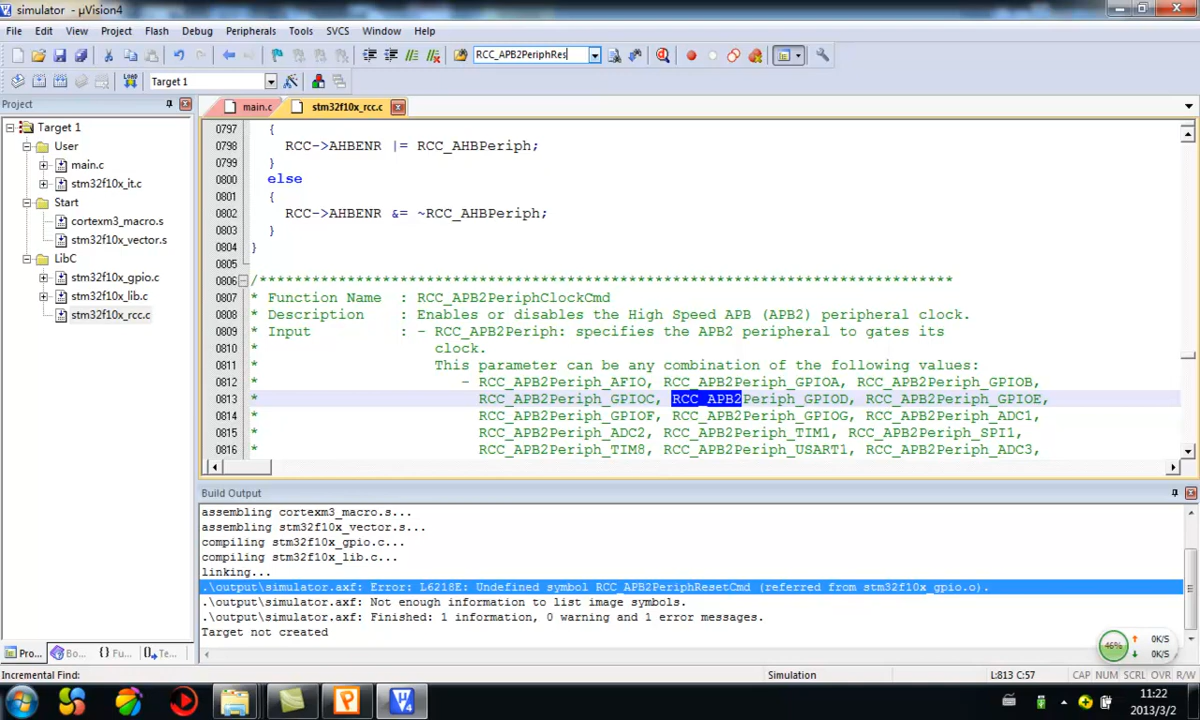 simulator - µVision4
File Edit View Project Flash Debug Peripherals Tools SVCS Window Help
RCC_APB2PeriphRes
LOAD Target 1
Project
main.c stm32f10x_rcc.c
Target 1
User
main.c
stm32f10x_it.c
Start
cortexm3_macro.s
stm32f10x_vector.s
LibC
stm32f10x_gpio.c
stm32f10x_lib.c
stm32f10x_rcc.c
0797 {
0798 RCC->AHBENR |= RCC_AHBPeriph;
0799 }
0800 else
0801 {
0802 RCC->AHBENR &= ~RCC_AHBPeriph;
0803 }
0804 }
0805
0806 /*******************************************************************************
0807 * Function Name : RCC_APB2PeriphClockCmd
0808 * Description : Enables or disables the High Speed APB (APB2) peripheral clock.
0809 * Input : - RCC_APB2Periph: specifies the APB2 peripheral to gates its
0810 * clock.
0811 * This parameter can be any combination of the following values:
0812 * - RCC_APB2Periph_AFIO, RCC_APB2Periph_GPIOA, RCC_APB2Periph_GPIOB,
0813 * RCC_APB2Periph_GPIOC, RCC_APB2Periph_GPIOD, RCC_APB2Periph_GPIOE,
0814 * RCC_APB2Periph_GPIOF, RCC_APB2Periph_GPIOG, RCC_APB2Periph_ADC1,
0815 * RCC_APB2Periph_ADC2, RCC_APB2Periph_TIM1, RCC_APB2Periph_SPI1,
0816 * RCC_APB2Periph_TIM8, RCC_APB2Periph_USART1, RCC_APB2Periph_ADC3,
Build Output
assembling cortexm3_macro.s...
assembling stm32f10x_vector.s...
compiling stm32f10x_gpio.c...
compiling stm32f10x_lib.c...
linking...
.\output\simulator.axf: Error: L6218E: Undefined symbol RCC_APB2PeriphResetCmd (referred from stm32f10x_gpio.o).
.\output\simulator.axf: Not enough information to list image symbols.
.\output\simulator.axf: Finished: 1 information, 0 warning and 1 error messages.
Target not created
Pro... Bo... {} Fu... Te...
46% 0K/S
0K/S
Incremental Find: Simulation L:813 C:57 CAP NUM SCRL OVR R/W
11:22
2013/3/2